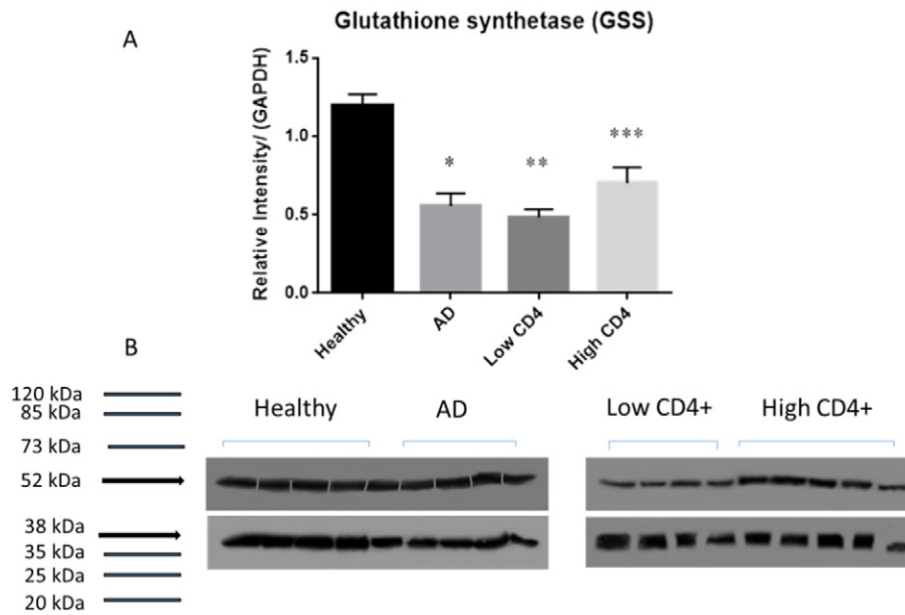 A
Glutathione synthetase (GSS)
Relative Intensity/ (GAPDH)
1.5
1.0
0.5
0.0
*
**
***
Healthy
AD
Low CD4
High CD4
B
120 kDa
85 kDa
73 kDa
52 kDa
38 kDa
35 kDa
25 kDa
20 kDa
Healthy
AD
Low CD4+
High CD4+